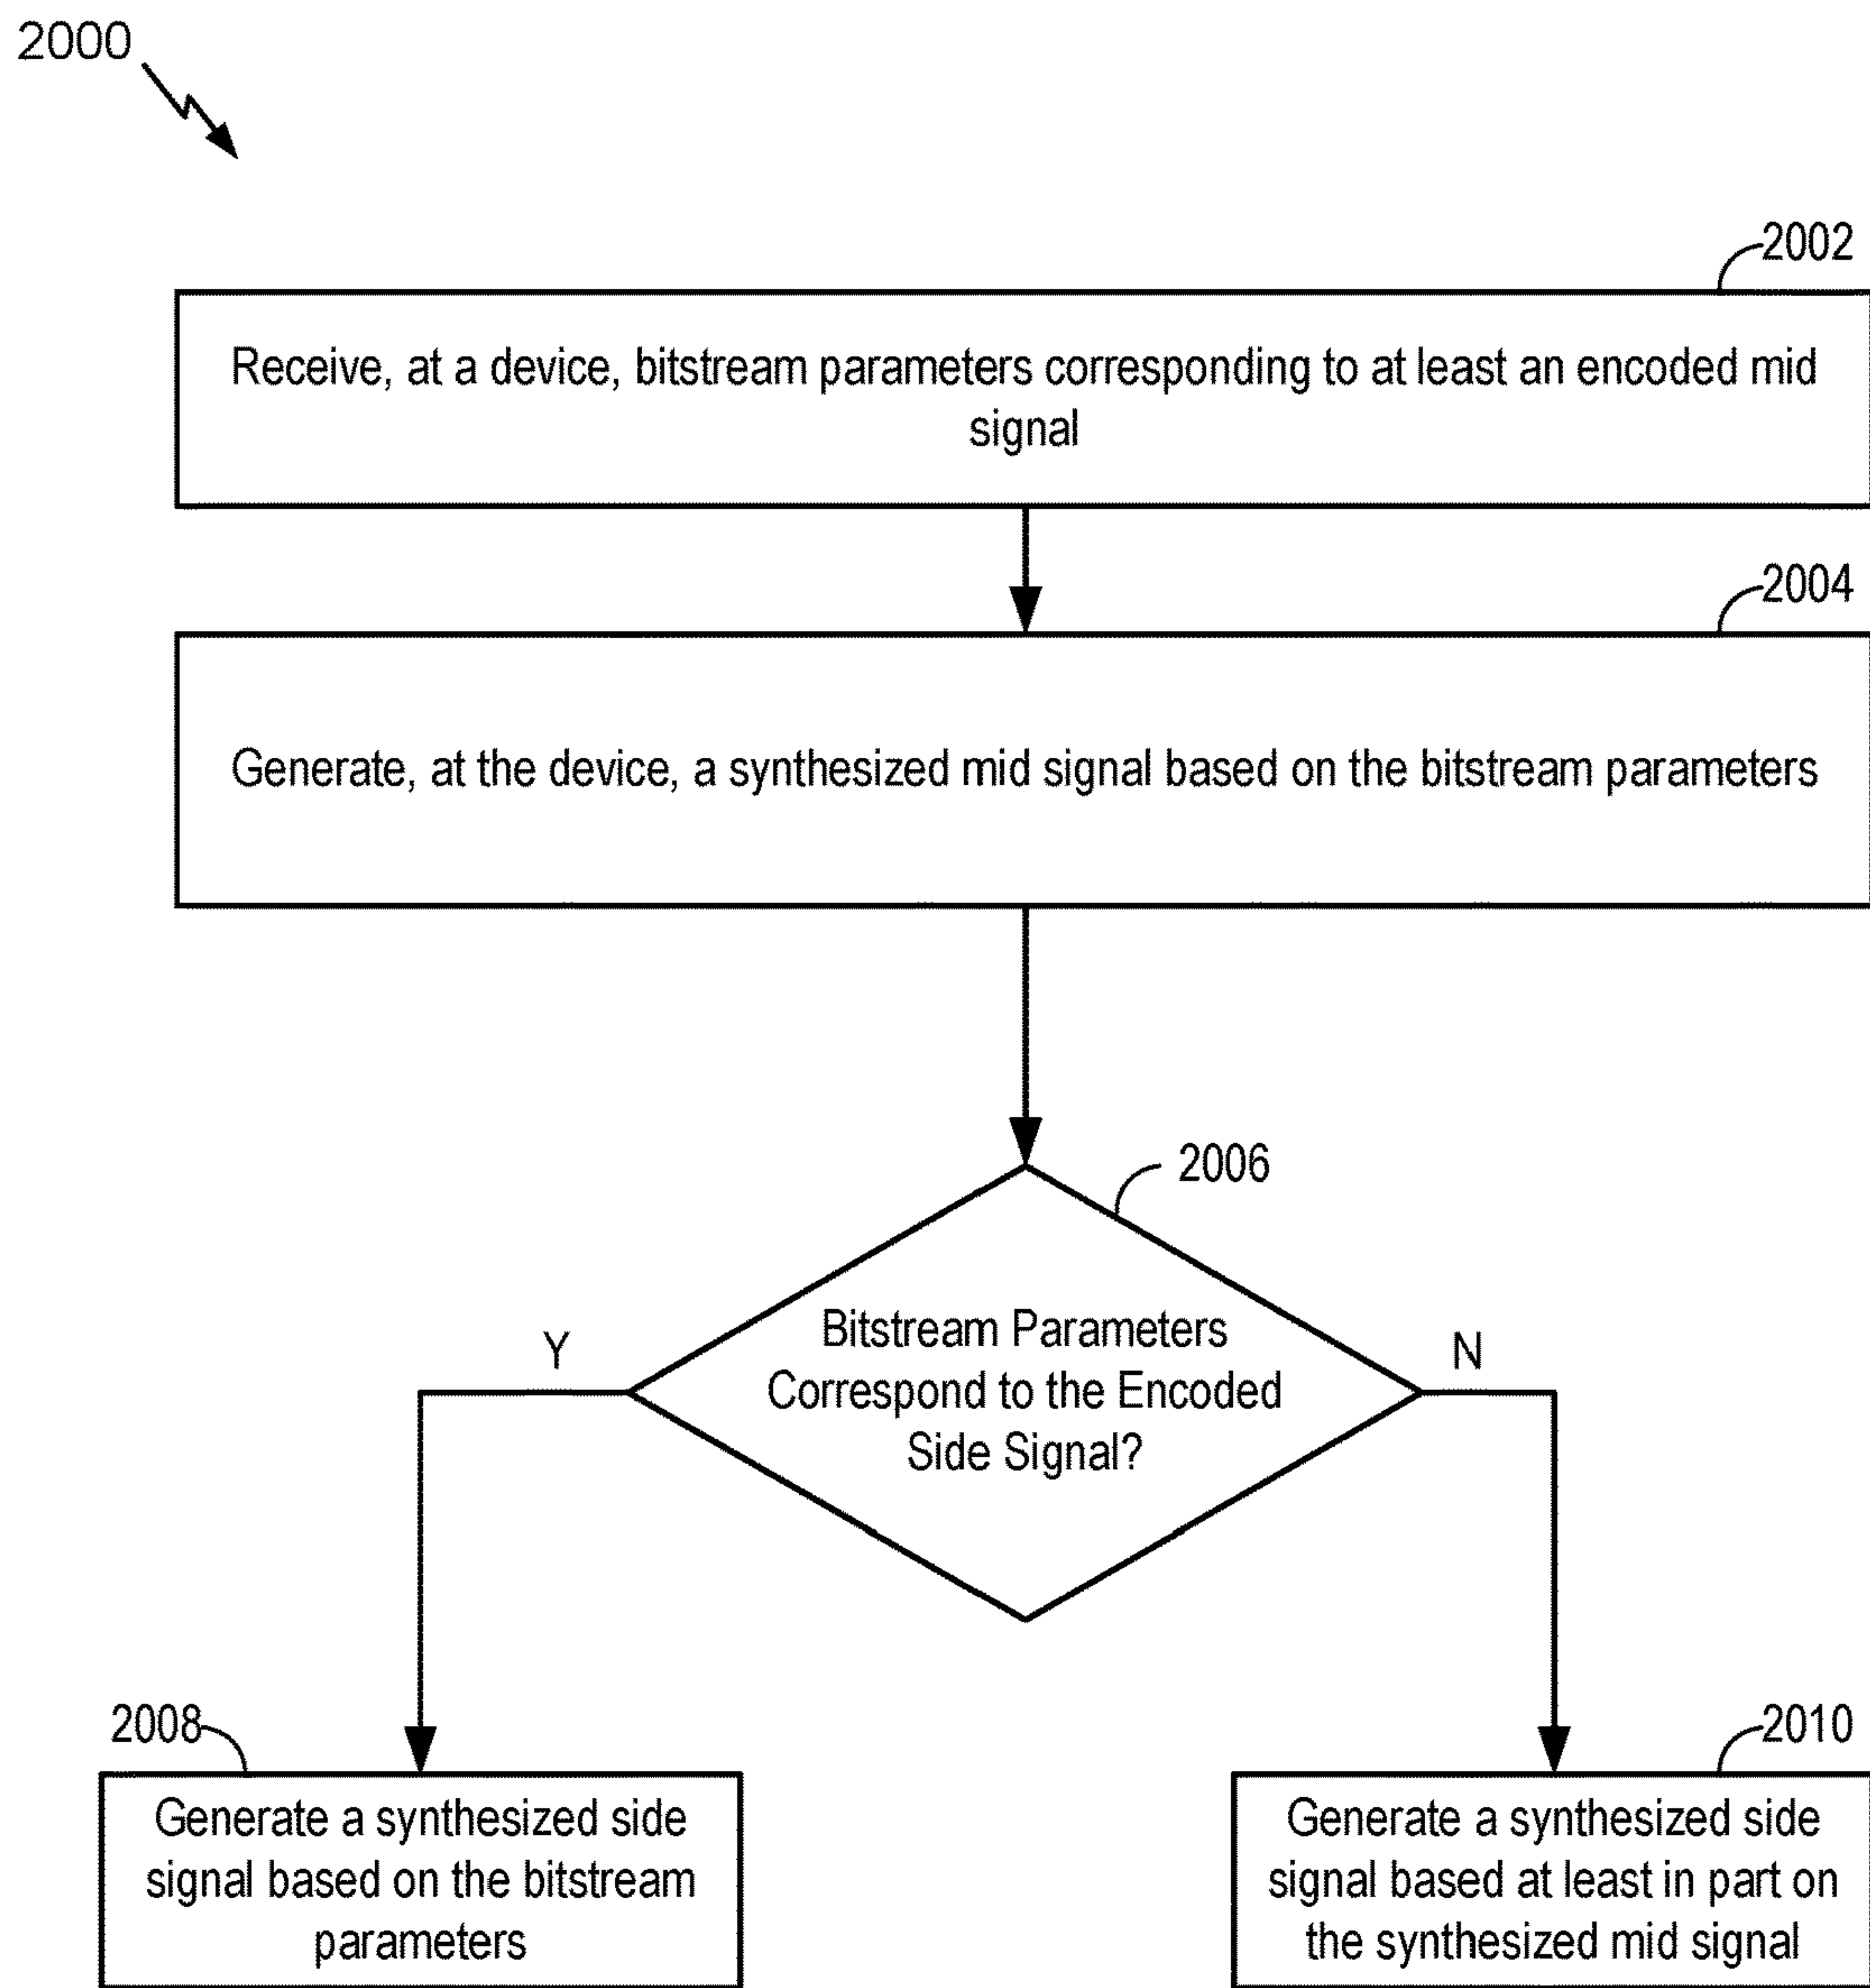 2000
2002
Receive, at a device, bitstream parameters corresponding to at least an encoded mid
signal
2004
Generate, at the device, a synthesized mid signal based on the bitstream parameters
2006
Bitstream Parameters
Correspond to the Encoded
Side Signal?
Y
N
2008
Generate a synthesized side
signal based on the bitstream
parameters
2010
Generate a synthesized side
signal based at least in part on
the synthesized mid signal